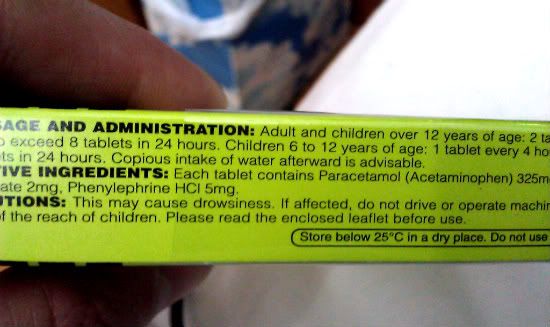 SAGE AND ADMINISTRATION: Adult and children over 12 years of age: 2 ta
o exceed 8 tablets in 24 hours. Children 6 to 12 years of age: 1 tablet every 4 ho
ets in 24 hours. Copious intake of water afterward is advisable.
TIVE INGREDIENTS: Each tablet contains Paracetamol (Acetaminophen) 325m
ate 2mg, Phenylephrine HCl 5mg.
UTIONS: This may cause drowsiness. If affected, do not drive or operate machin
of the reach of children. Please read the enclosed leaflet before use.
Store below 25°C in a dry place. Do not use